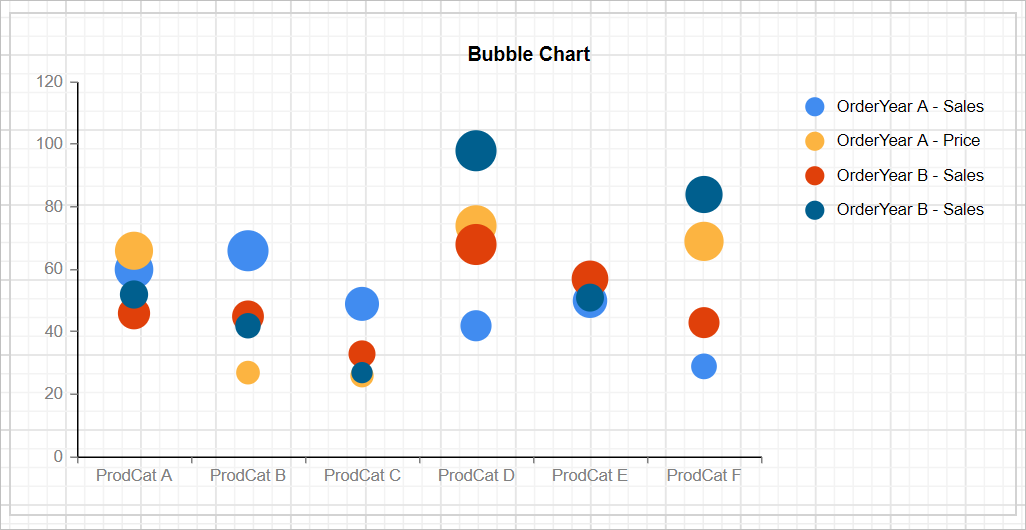 Bubble Chart
120
100
80
60
40
20
0
ProdCat A
ProdCat B
ProdCat C
ProdCat D
ProdCat E
ProdCat F
OrderYear A - Sales
OrderYear A - Price
OrderYear B - Sales
OrderYear B - Sales